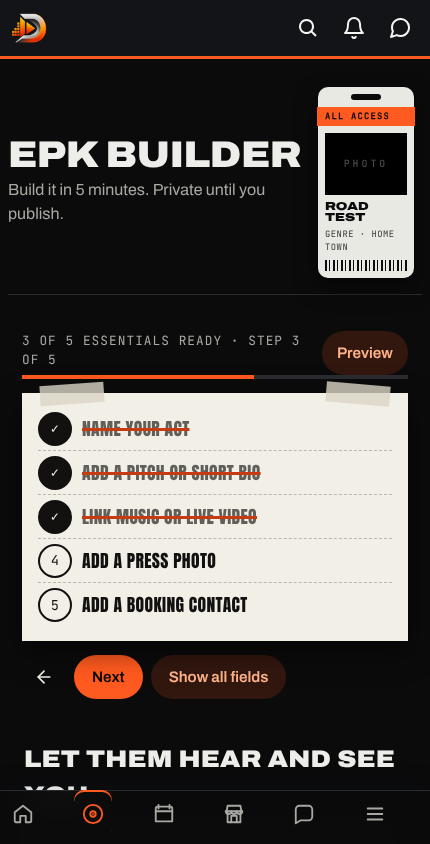 EPK BUILDER
Build it in 5 minutes. Private until you
publish.
ALL ACCESS
PHOTO
ROAD
TEST
GENRE · HOME
TOWN
3 OF 5 ESSENTIALS READY · STEP 3
OF 5
Preview
✓ NAME YOUR ACT
✓ ADD A PITCH OR SHORT BIO
✓ LINK MUSIC OR LIVE VIDEO
4 ADD A PRESS PHOTO
5 ADD A BOOKING CONTACT
Next
Show all fields
LET THEM HEAR AND SEE
YOU